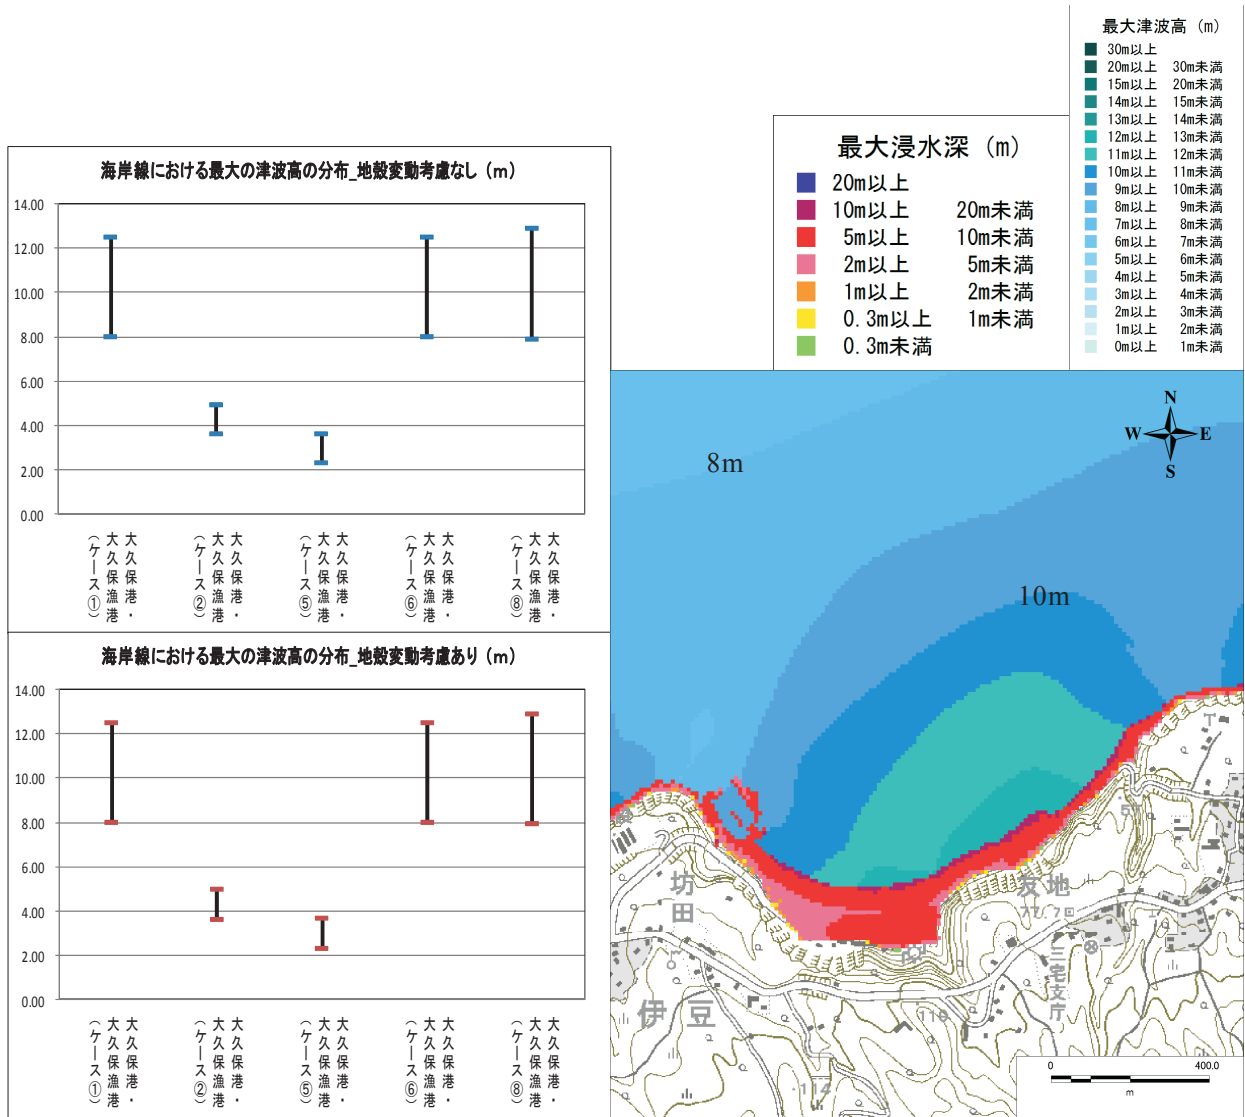 海岸線における最大の津波高の分布_地殻変動考慮なし（m）
14.00
12.00
10.00
8.00
6.00
4.00
2.00
0.00
大久保港・
大久保漁港
（ケース①）
大久保港・
大久保漁港
（ケース②）
大久保港・
大久保漁港
（ケース⑤）
大久保港・
大久保漁港
（ケース⑥）
大久保港・
大久保漁港
（ケース⑧）
海岸線における最大の津波高の分布_地殻変動考慮あり（m）
14.00
12.00
10.00
8.00
6.00
4.00
2.00
0.00
大久保港・
大久保漁港
（ケース①）
大久保港・
大久保漁港
（ケース②）
大久保港・
大久保漁港
（ケース⑤）
大久保港・
大久保漁港
（ケース⑥）
大久保港・
大久保漁港
（ケース⑧）
最大浸水深（m）
20m以上
10m以上 20m未満
5m以上 10m未満
2m以上 5m未満
1m以上 2m未満
0.3m以上 1m未満
0.3m未満
最大津波高（m）
30m以上
20m以上 30m未満
15m以上 20m未満
14m以上 15m未満
13m以上 14m未満
12m以上 13m未満
11m以上 12m未満
10m以上 11m未満
9m以上 10m未満
8m以上 9m未満
7m以上 8m未満
6m以上 7m未満
5m以上 6m未満
4m以上 5m未満
3m以上 4m未満
2m以上 3m未満
1m以上 2m未満
0m以上 1m未満
N
W E
S
8m
10m
坊田
友地
77.7
三宅支庁
伊豆
116
・114
0 400.0
m